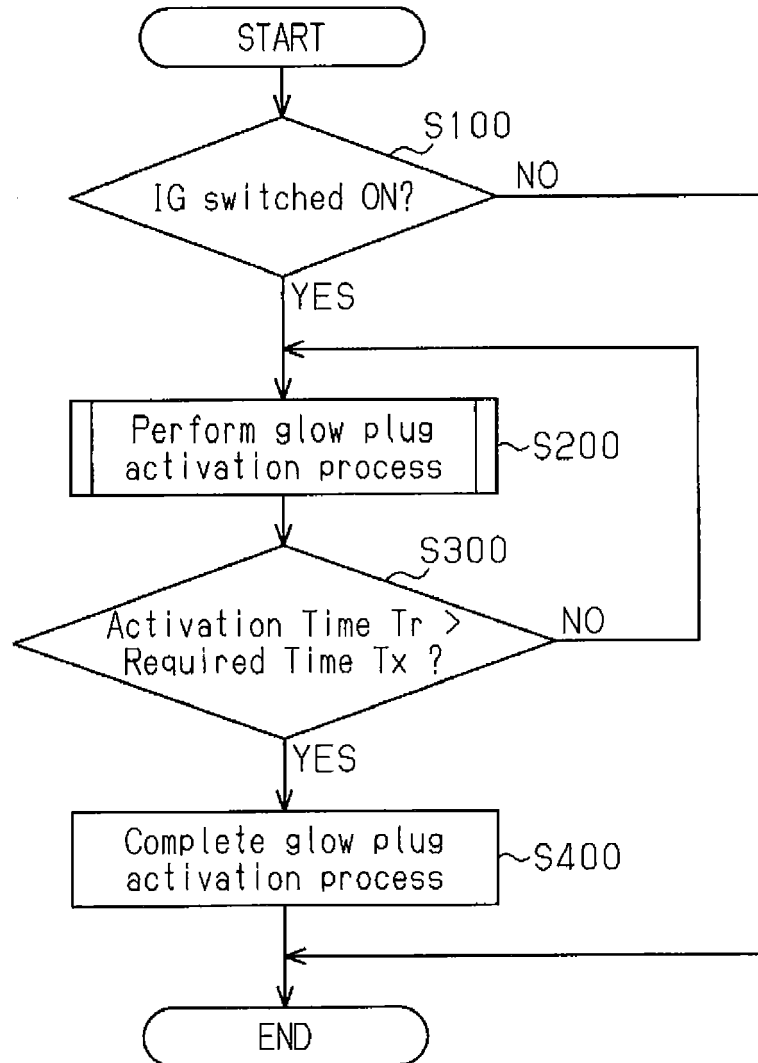 START
S100
IG switched ON?
NO
YES
Perform glow plug
activation process
S200
S300
Activation Time Tr >
Required Time Tx ?
NO
YES
Complete glow plug
activation process
S400
END